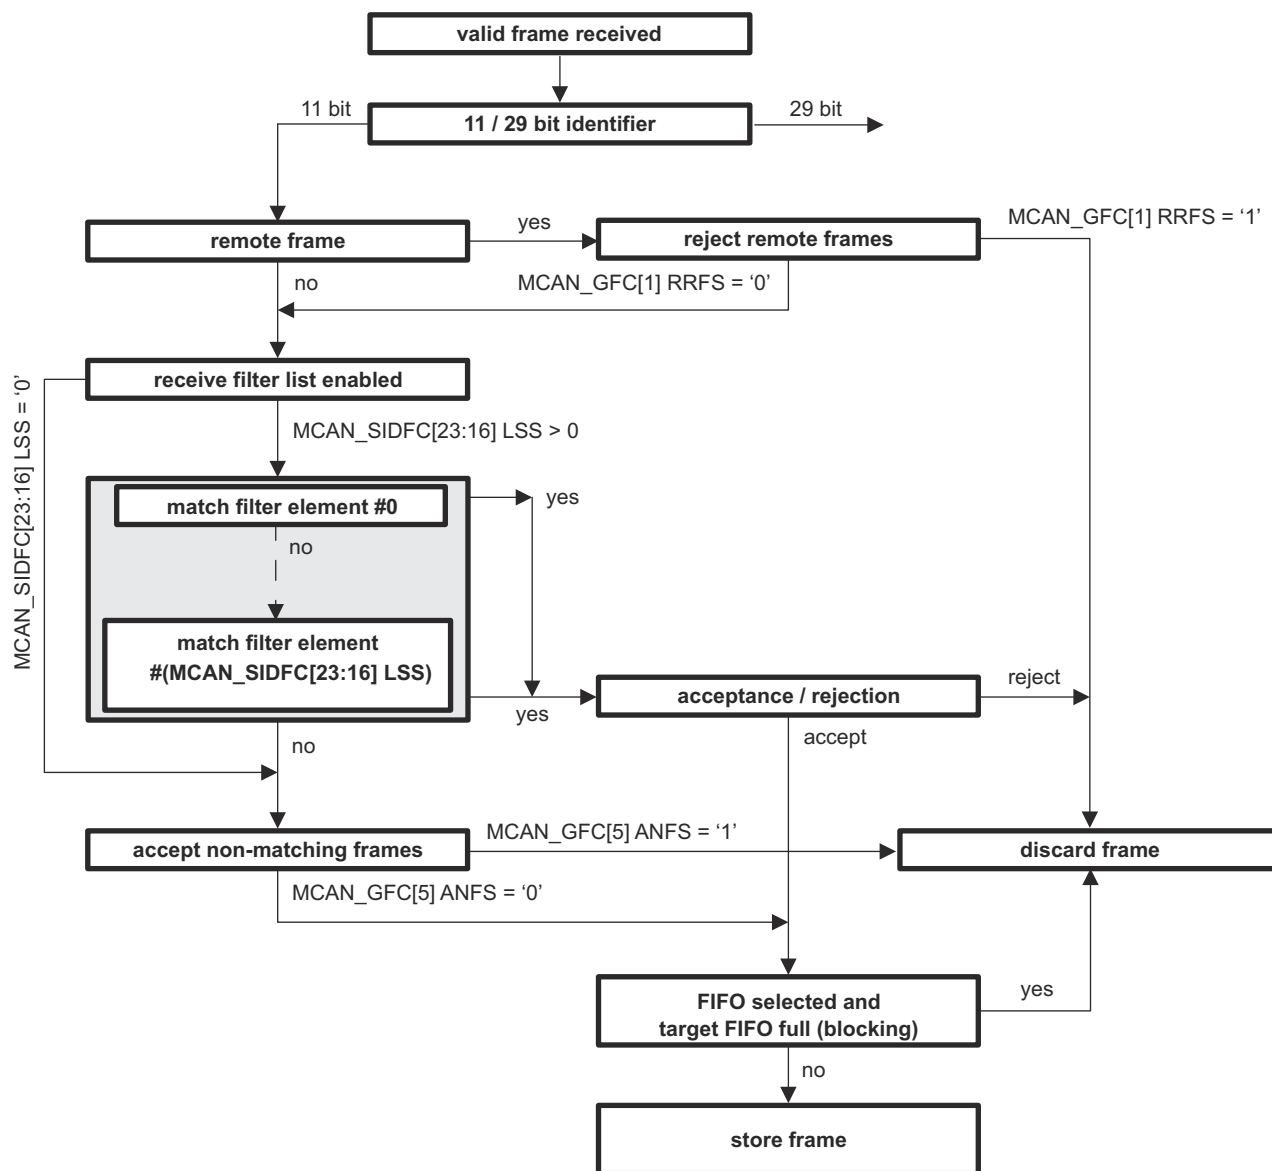 valid frame received
11 bit
11 / 29 bit identifier
29 bit
remote frame
yes
reject remote frames
MCAN_GFC[1] RRFS = ‘1’
no
MCAN_GFC[1] RRFS = ‘0’
receive filter list enabled
MCAN_SIDFC[23:16] LSS = ‘0’
MCAN_SIDFC[23:16] LSS > 0
match filter element #0
yes
no
match filter element
#(MCAN_SIDFC[23:16] LSS)
yes
acceptance / rejection
reject
accept
no
accept non-matching frames
MCAN_GFC[5] ANFS = ‘1’
discard frame
MCAN_GFC[5] ANFS = ‘0’
FIFO selected and
target FIFO full (blocking)
yes
no
store frame